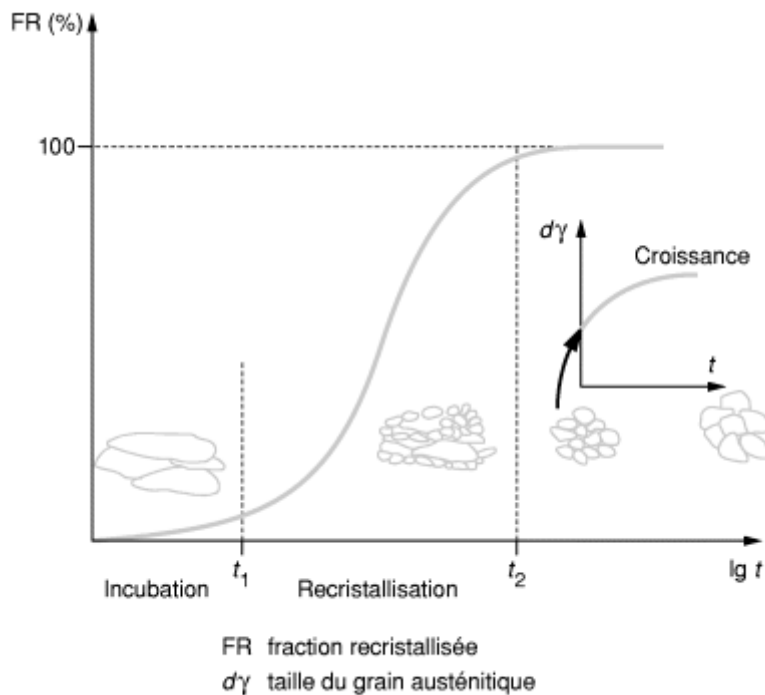 FR (%)
100
dγ
Croissance
t
Incubation
t1
Recristallisation
t2
lg t
FR fraction recristallisée
dγ taille du grain austénitique